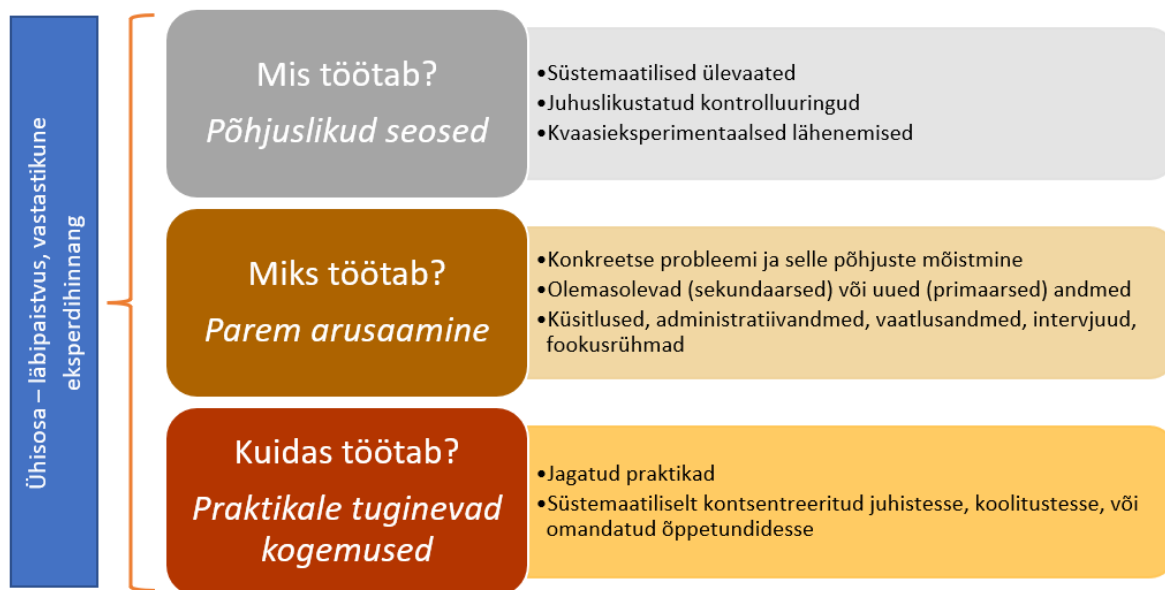 Ühisosa – läbipaistvus, vastastikune
eksperdihinnang
Mis töötab?
Põhjuslikud seosed
•Süstemaatilised ülevaated
•Juhuslikustatud kontrolluuringud
•Kvaasieksperimentaalsed lähenemised
Miks töötab?
Parem arusaamine
•Konkreetse probleemi ja selle põhjuste mõistmine
•Olemasolevad (sekundaarsed) või uued (primaarsed) andmed
•Küsitlused, administratiivandmed, vaatlusandmed, intervjuud,
fookusrühmad
Kuidas töötab?
Praktikale tuginevad
kogemused
•Jagatud praktikad
•Süstemaatiliselt kontsentreeritud juhistesse, koolitustesse, või
omandatud õppetundidesse